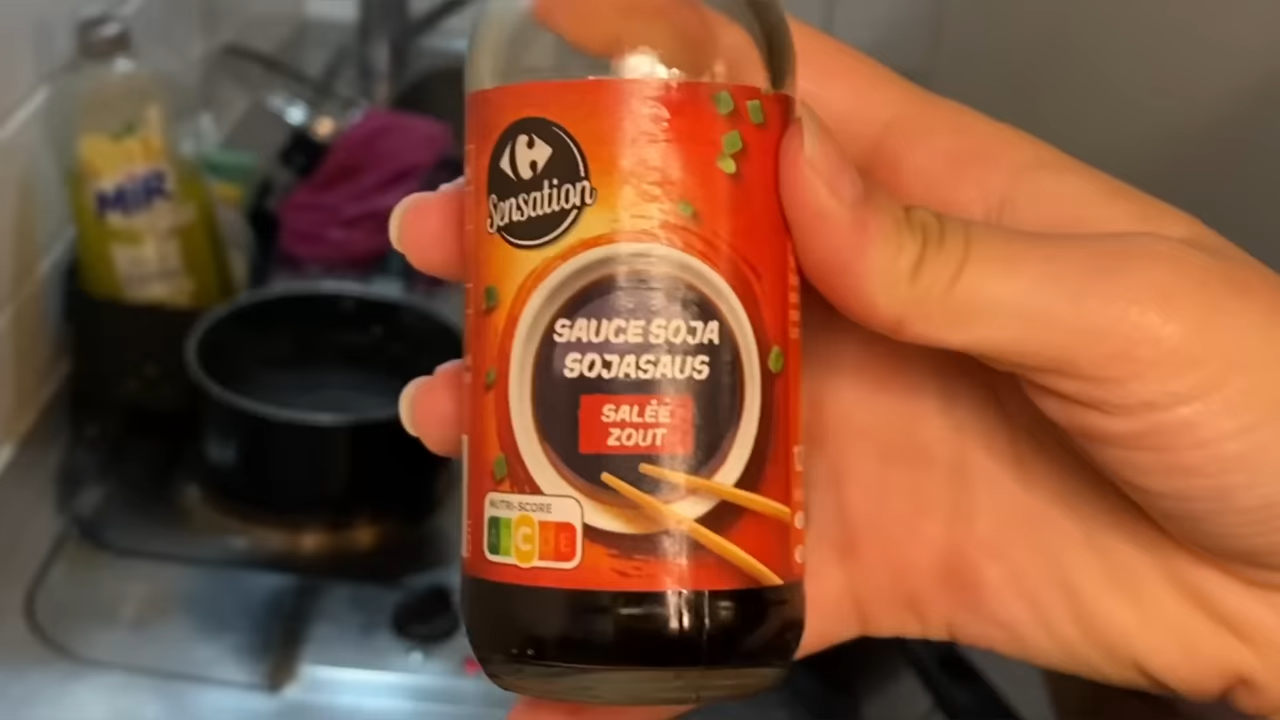 MiR
Sensation
SAUCE SOJA
SOJASAUS
SALÉE
ZOUT
NUTRI-SCORE
A B C D E